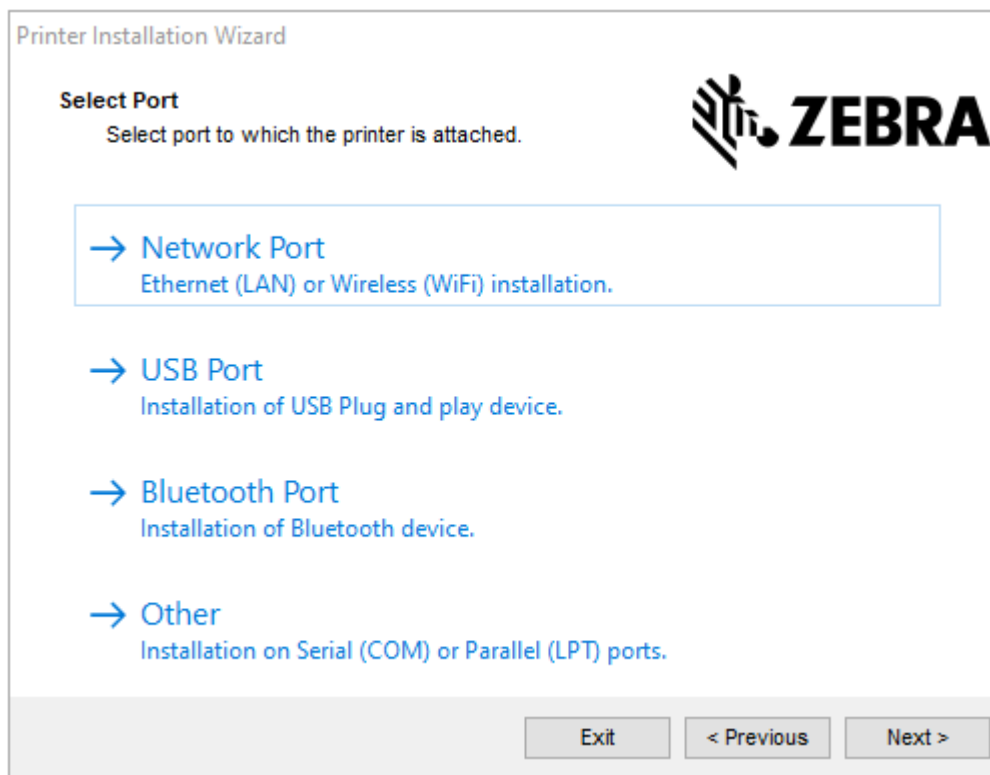 Printer Installation Wizard
Select Port
Select port to which the printer is attached.
ZEBRA
Network Port
Ethernet (LAN) or Wireless (WiFi) installation.
USB Port
Installation of USB Plug and play device.
Bluetooth Port
Installation of Bluetooth device.
Other
Installation on Serial (COM) or Parallel (LPT) ports.
Exit
< Previous
Next >